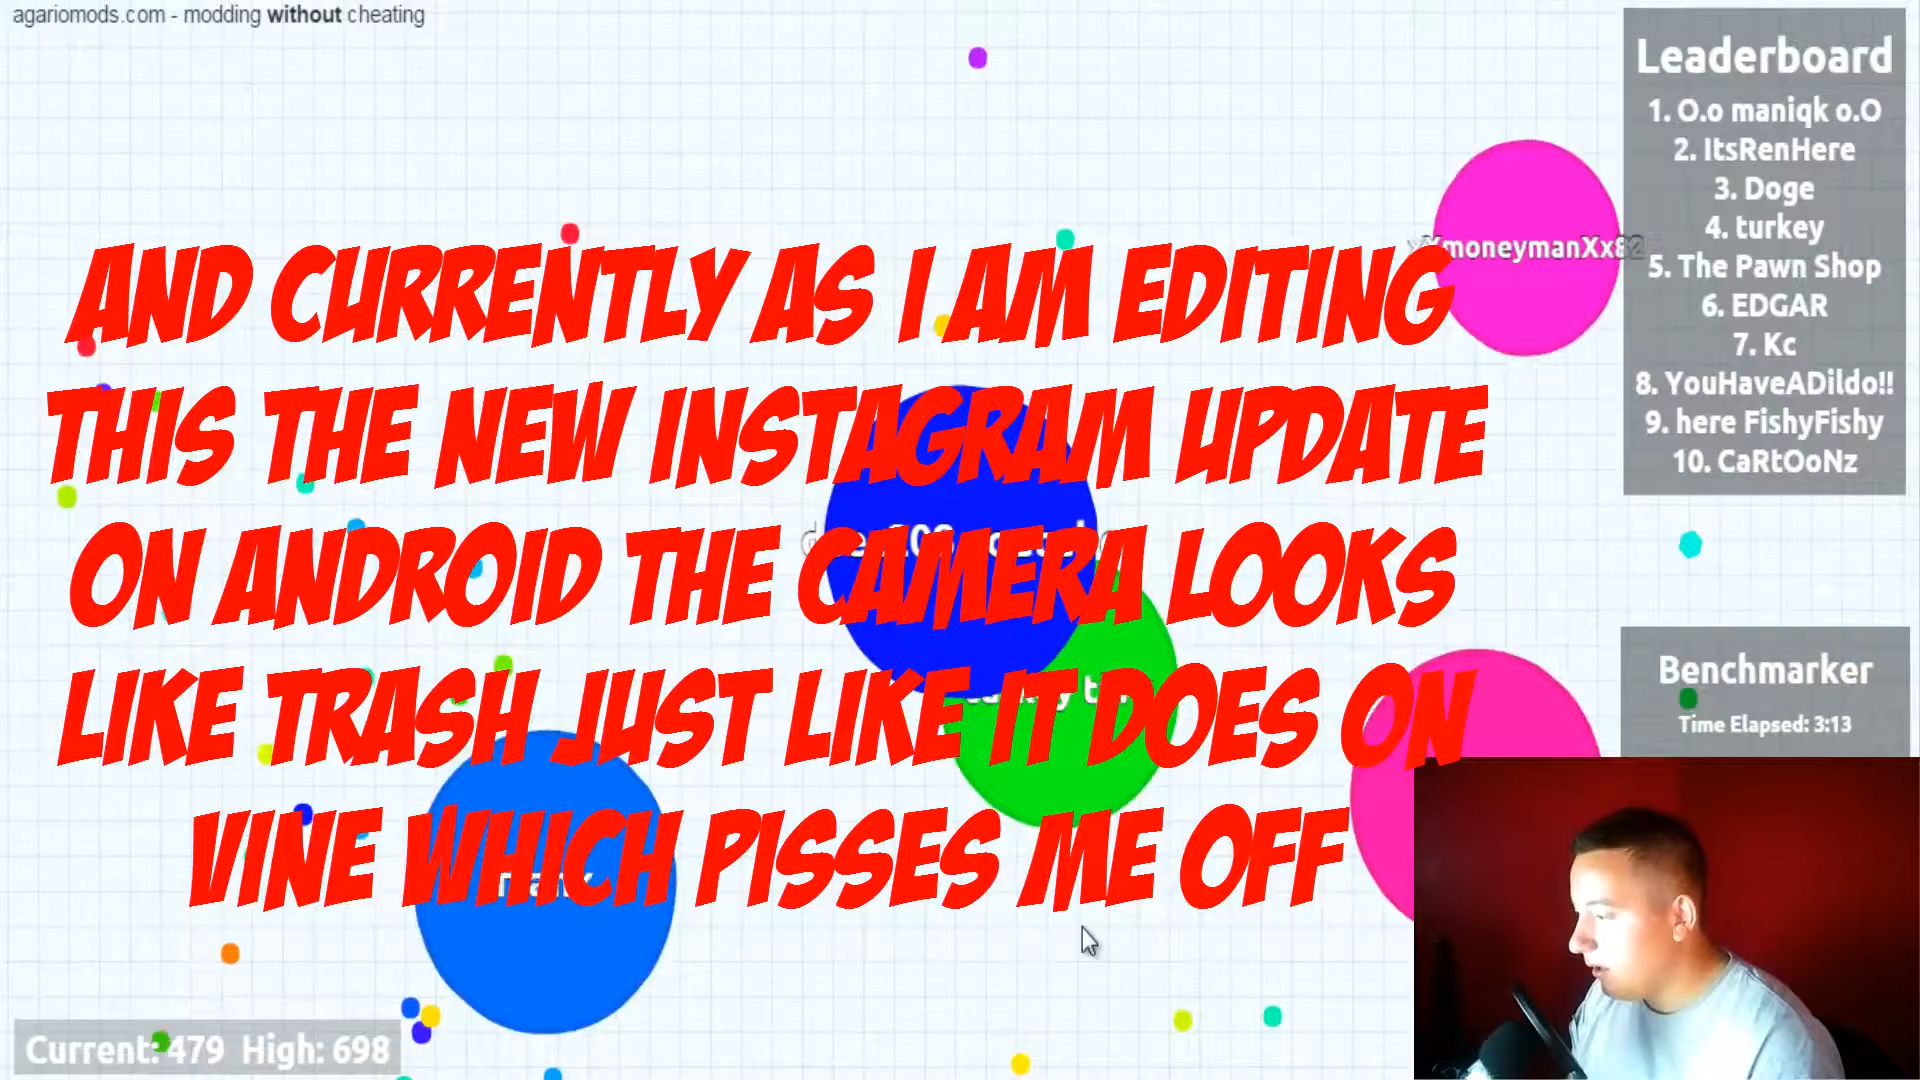 agariomods.com - modding without cheating
Leaderboard
1. O.o maniqk o.O
2. ItsRenHere
3. Doge
4. turkey
5. The Pawn Shop
6. EDGAR
7. Kc
8. YouHaveADildo!!
9. here FishyFishy
10. CaRtOoNz
xXmoneymanXx82
AND CURRENTLY AS I AM EDITING
THIS THE NEW INSTAGRAM UPDATE
ON ANDROID THE CAMERA LOOKS
LIKE TRASH JUST LIKE IT DOES ON
VINE WHICH PISSES ME OFF
Benchmarker
Time Elapsed: 3:13
Current: 479 High: 698